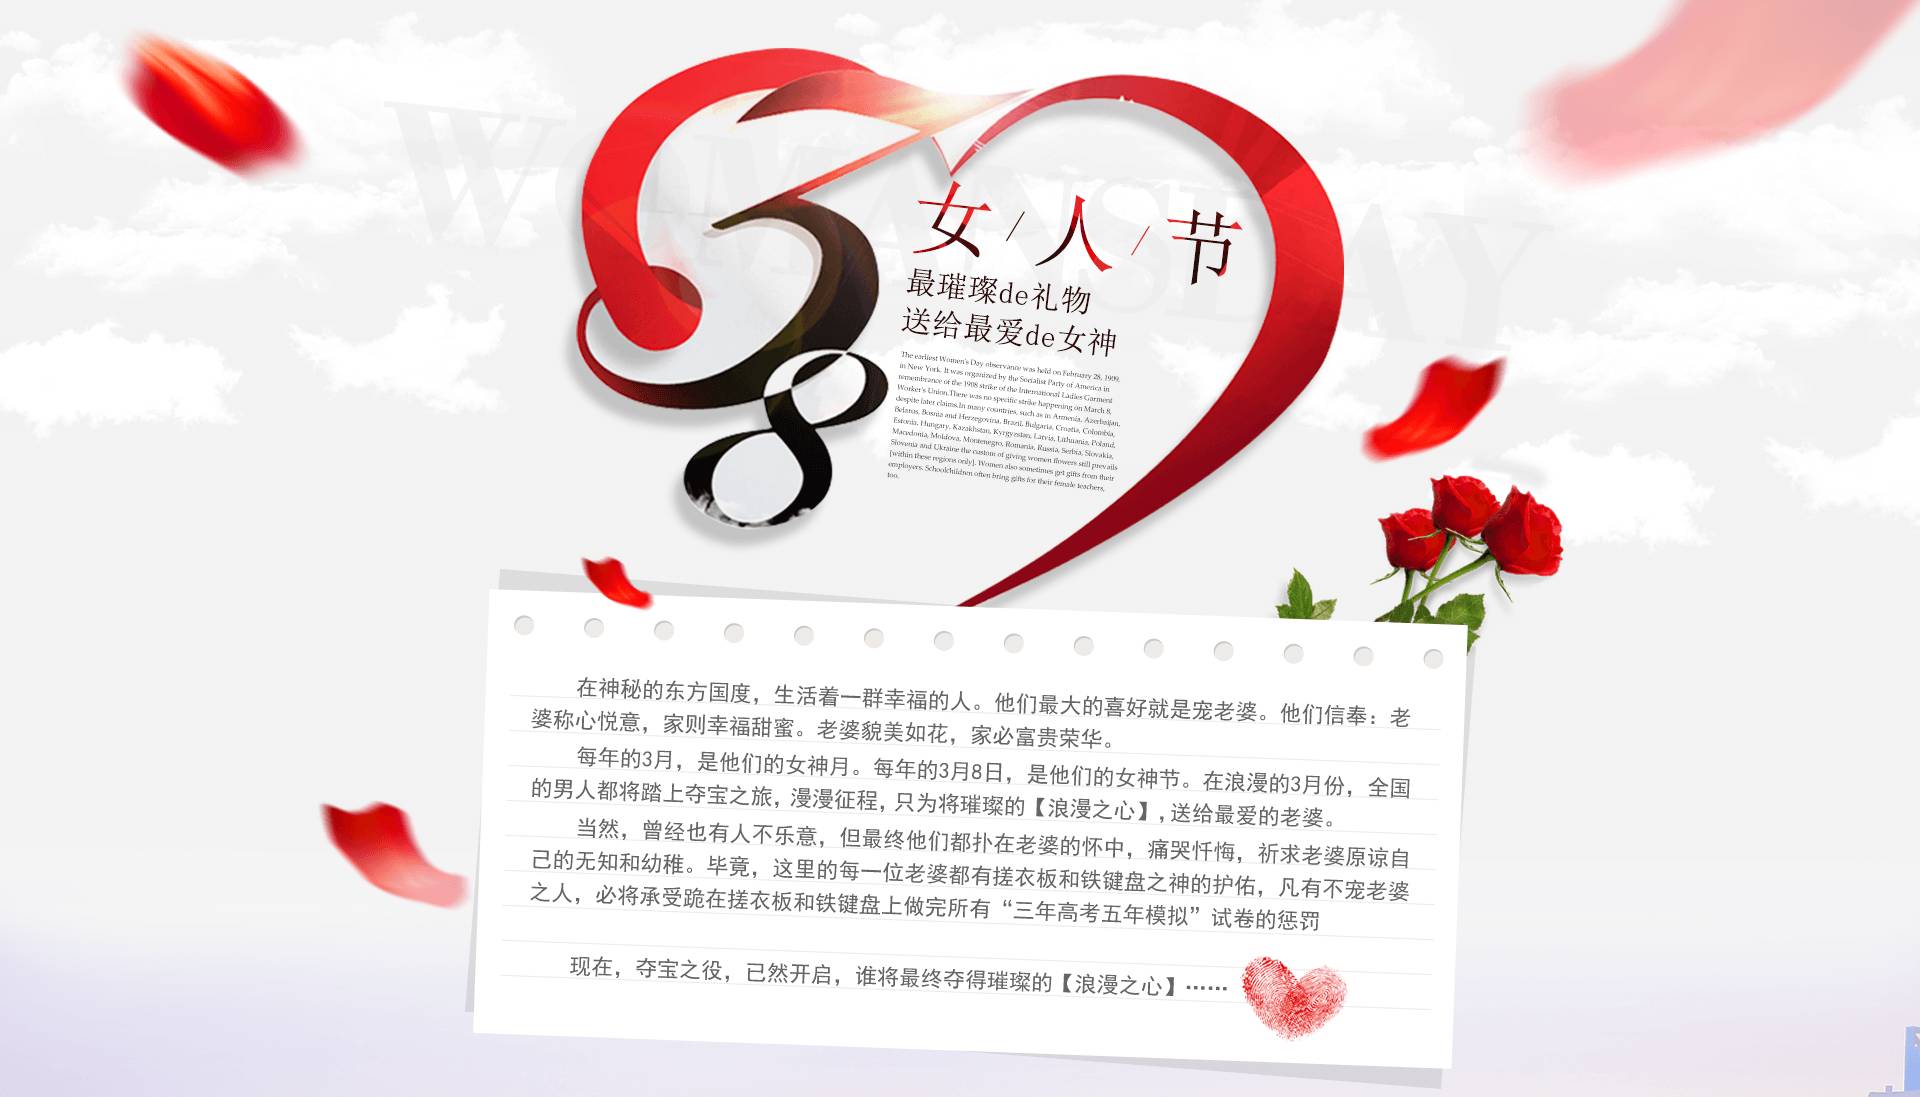 WOMAN'S DAY
38
女/人/节
最璀璨de礼物
送给最爱de女神
The earliest Women's Day observance was held on February 28, 1909,
in New York. It was organized by the Socialist Party of America in
remembrance of the 1908 strike of the International Ladies Garment
Worker's Union.There was no specific strike happening on March 8,
despite later claims.In many countries, such as in Armenia, Azerbaijan,
Belarus, Bosnia and Herzegovina, Brazil, Bulgaria, Croatia, Colombia,
Estonia, Hungary, Kazakhstan, Kyrgyzstan, Latvia, Lithuania, Poland,
Macedonia, Moldova, Montenegro, Romania, Russia, Serbia, Slovakia,
Slovenia and Ukraine the custom of giving women flowers still prevails
[within these regions only]. Women also sometimes get gifts from their
employers. Schoolchildren often bring gifts for their female teachers,
too.
在神秘的东方国度，生活着一群幸福的人。他们最大的喜好就是宠老婆。他们信奉：老
婆称心悦意，家则幸福甜蜜。老婆貌美如花，家必富贵荣华。
每年的3月，是他们的女神月。每年的3月8日，是他们的女神节。在浪漫的3月份，全国
的男人都将踏上夺宝之旅，漫漫征程，只为将璀璨的【浪漫之心】，送给最爱的老婆。
当然，曾经也有人不乐意，但最终他们都扑在老婆的怀中，痛哭忏悔，祈求老婆原谅自
己的无知和幼稚。毕竟，这里的每一位老婆都有搓衣板和铁键盘之神的护佑，凡有不宠老婆
之人，必将承受跪在搓衣板和铁键盘上做完所有“三年高考五年模拟”试卷的惩罚
现在，夺宝之役，已然开启，谁将最终夺得璀璨的【浪漫之心】……